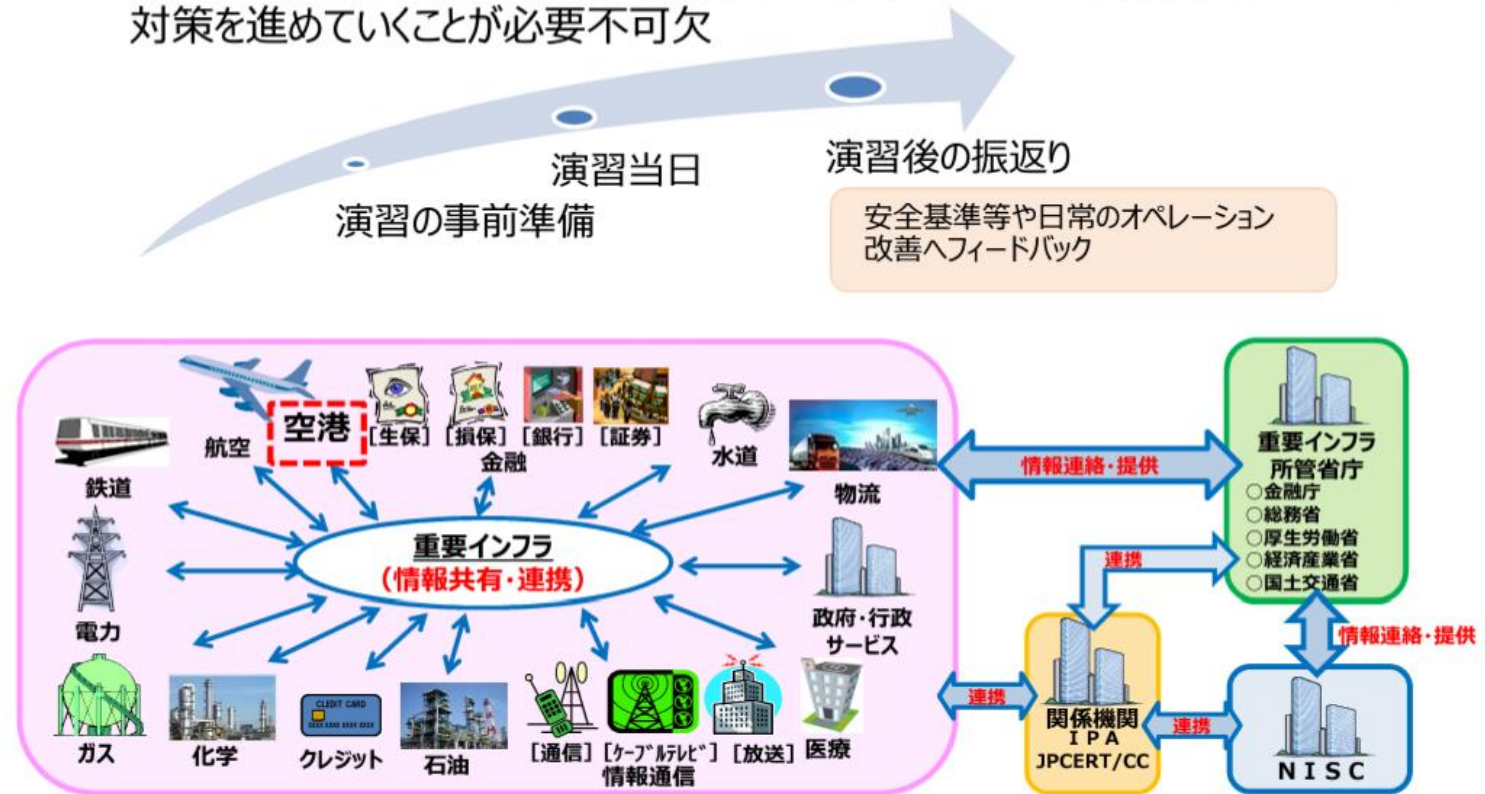 対策を進めていくことが必要不可欠
演習の事前準備
演習当日
演習後の振返り
安全基準等や日常のオペレーション
改善へフィードバック
鉄道
航空
空港
[生保]
[損保]
[銀行]
[証券]
金融
水道
物流
電力
重要インフラ
(情報共有・連携)
政府・行政
サービス
ガス
化学
CLEDIT CARD
クレジット
石油
[通信]
[ケーブルテレビ]
[放送]
情報通信
医療
情報連絡・提供
重要インフラ
所管省庁
○金融庁
○総務省
○厚生労働省
○経済産業省
○国土交通省
連携
情報連絡・提供
連携
関係機関
IPA
JPCERT/CC
連携
NISC